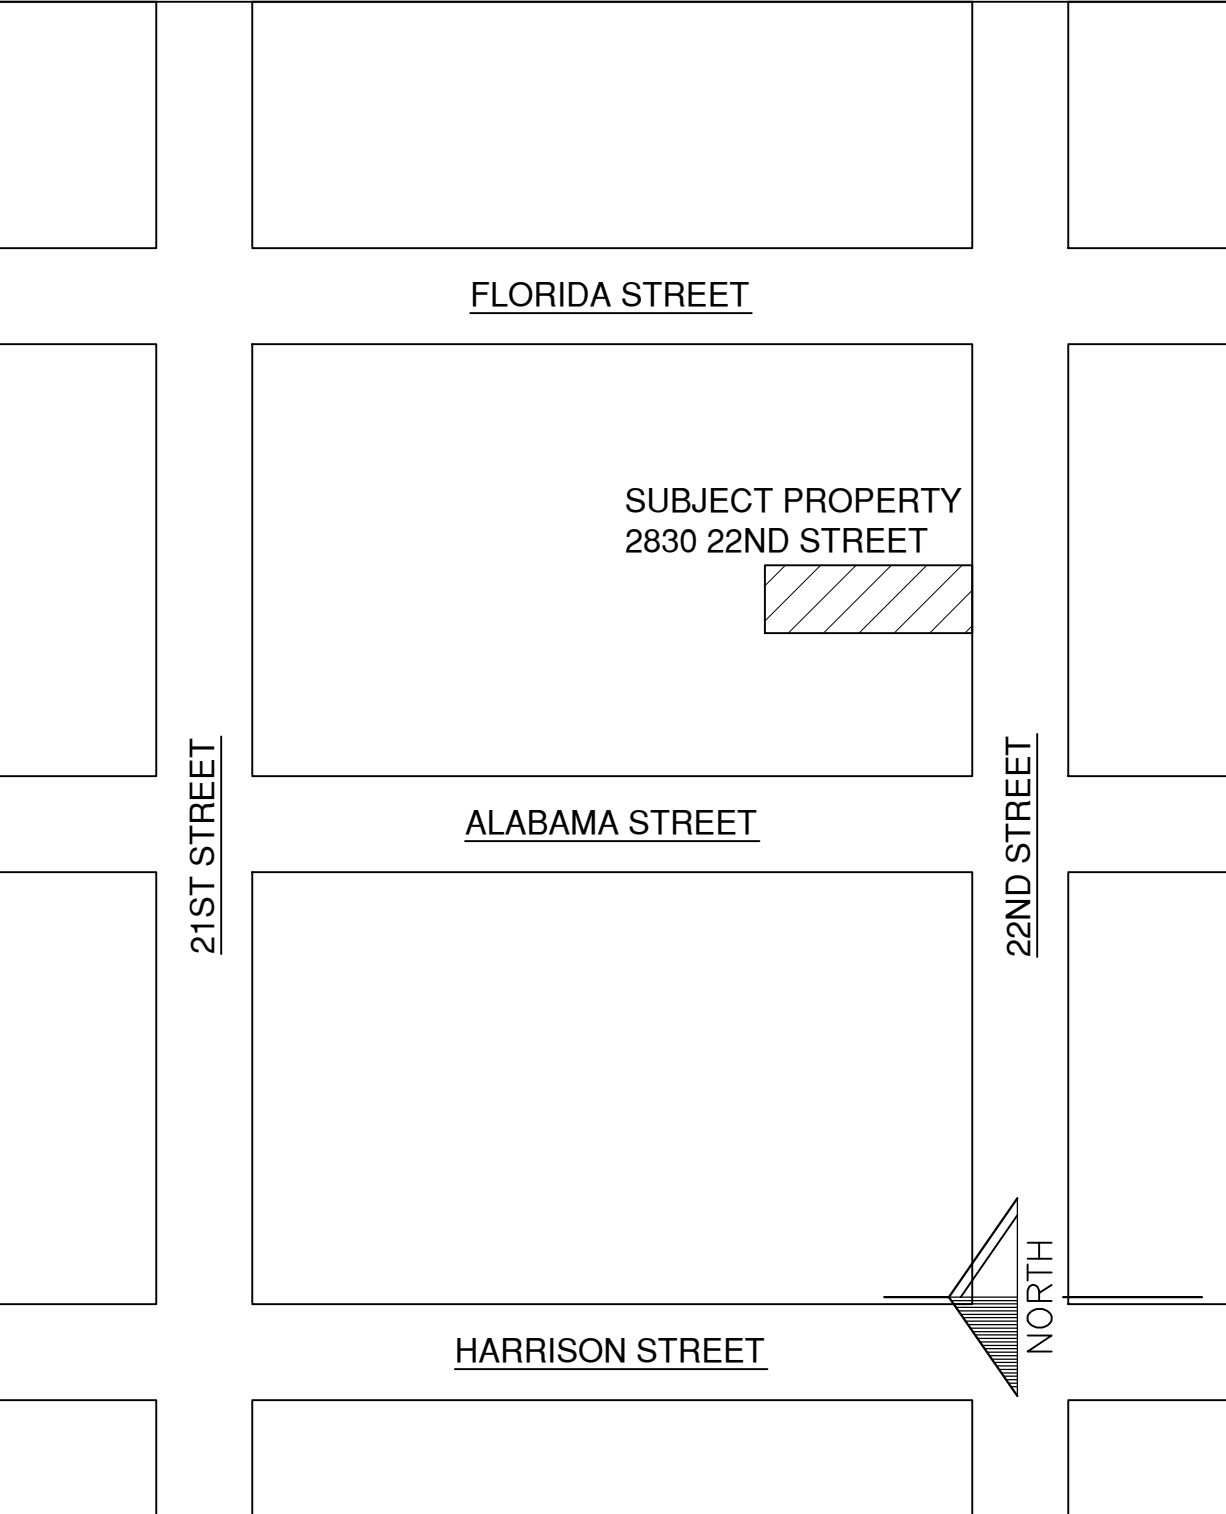 FLORIDA STREET
SUBJECT PROPERTY
2830 22ND STREET
21ST STREET
ALABAMA STREET
22ND STREET
HARRISON STREET
NORTH